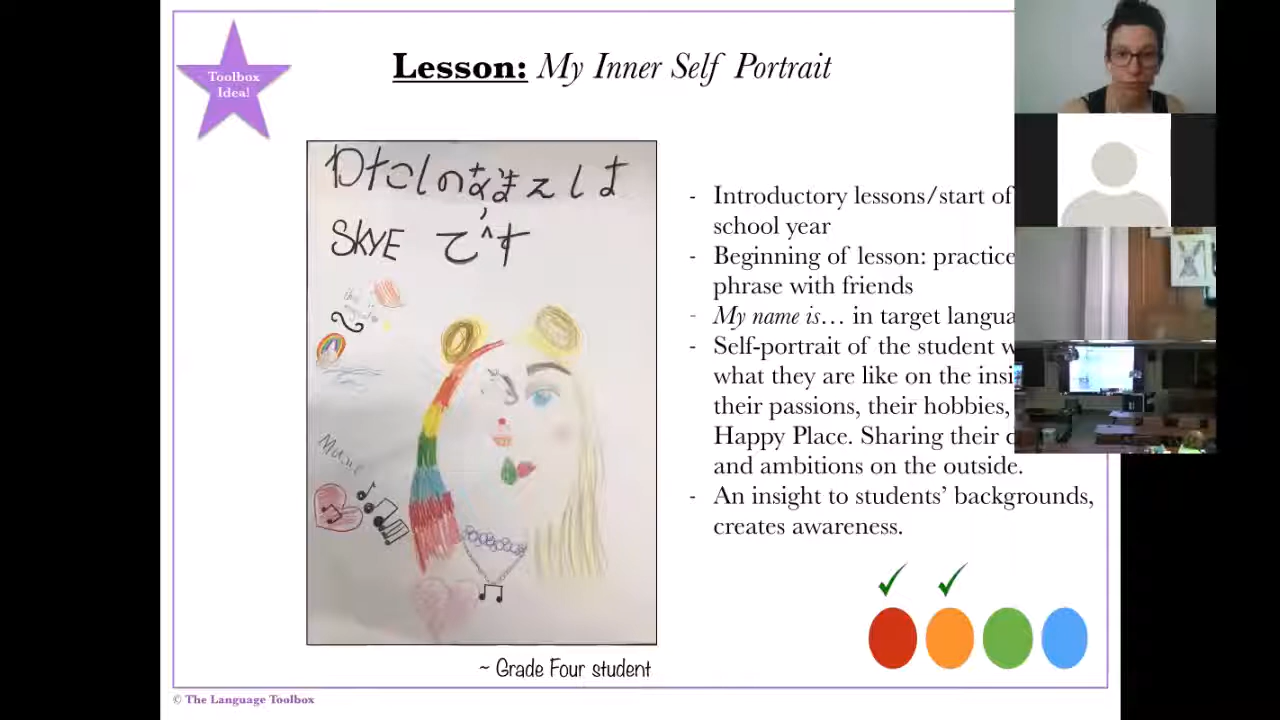 Toolbox
Idea!
Lesson: My Inner Self Portrait
わたしのなまえしは
SKYE です
Music
~ Grade Four student
- Introductory lessons/start of
school year
- Beginning of lesson: practice
phrase with friends
- My name is… in target langua
- Self-portrait of the student w
what they are like on the insi
their passions, their hobbies,
Happy Place. Sharing their c
and ambitions on the outside.
- An insight to students’ backgrounds,
creates awareness.
© The Language Toolbox